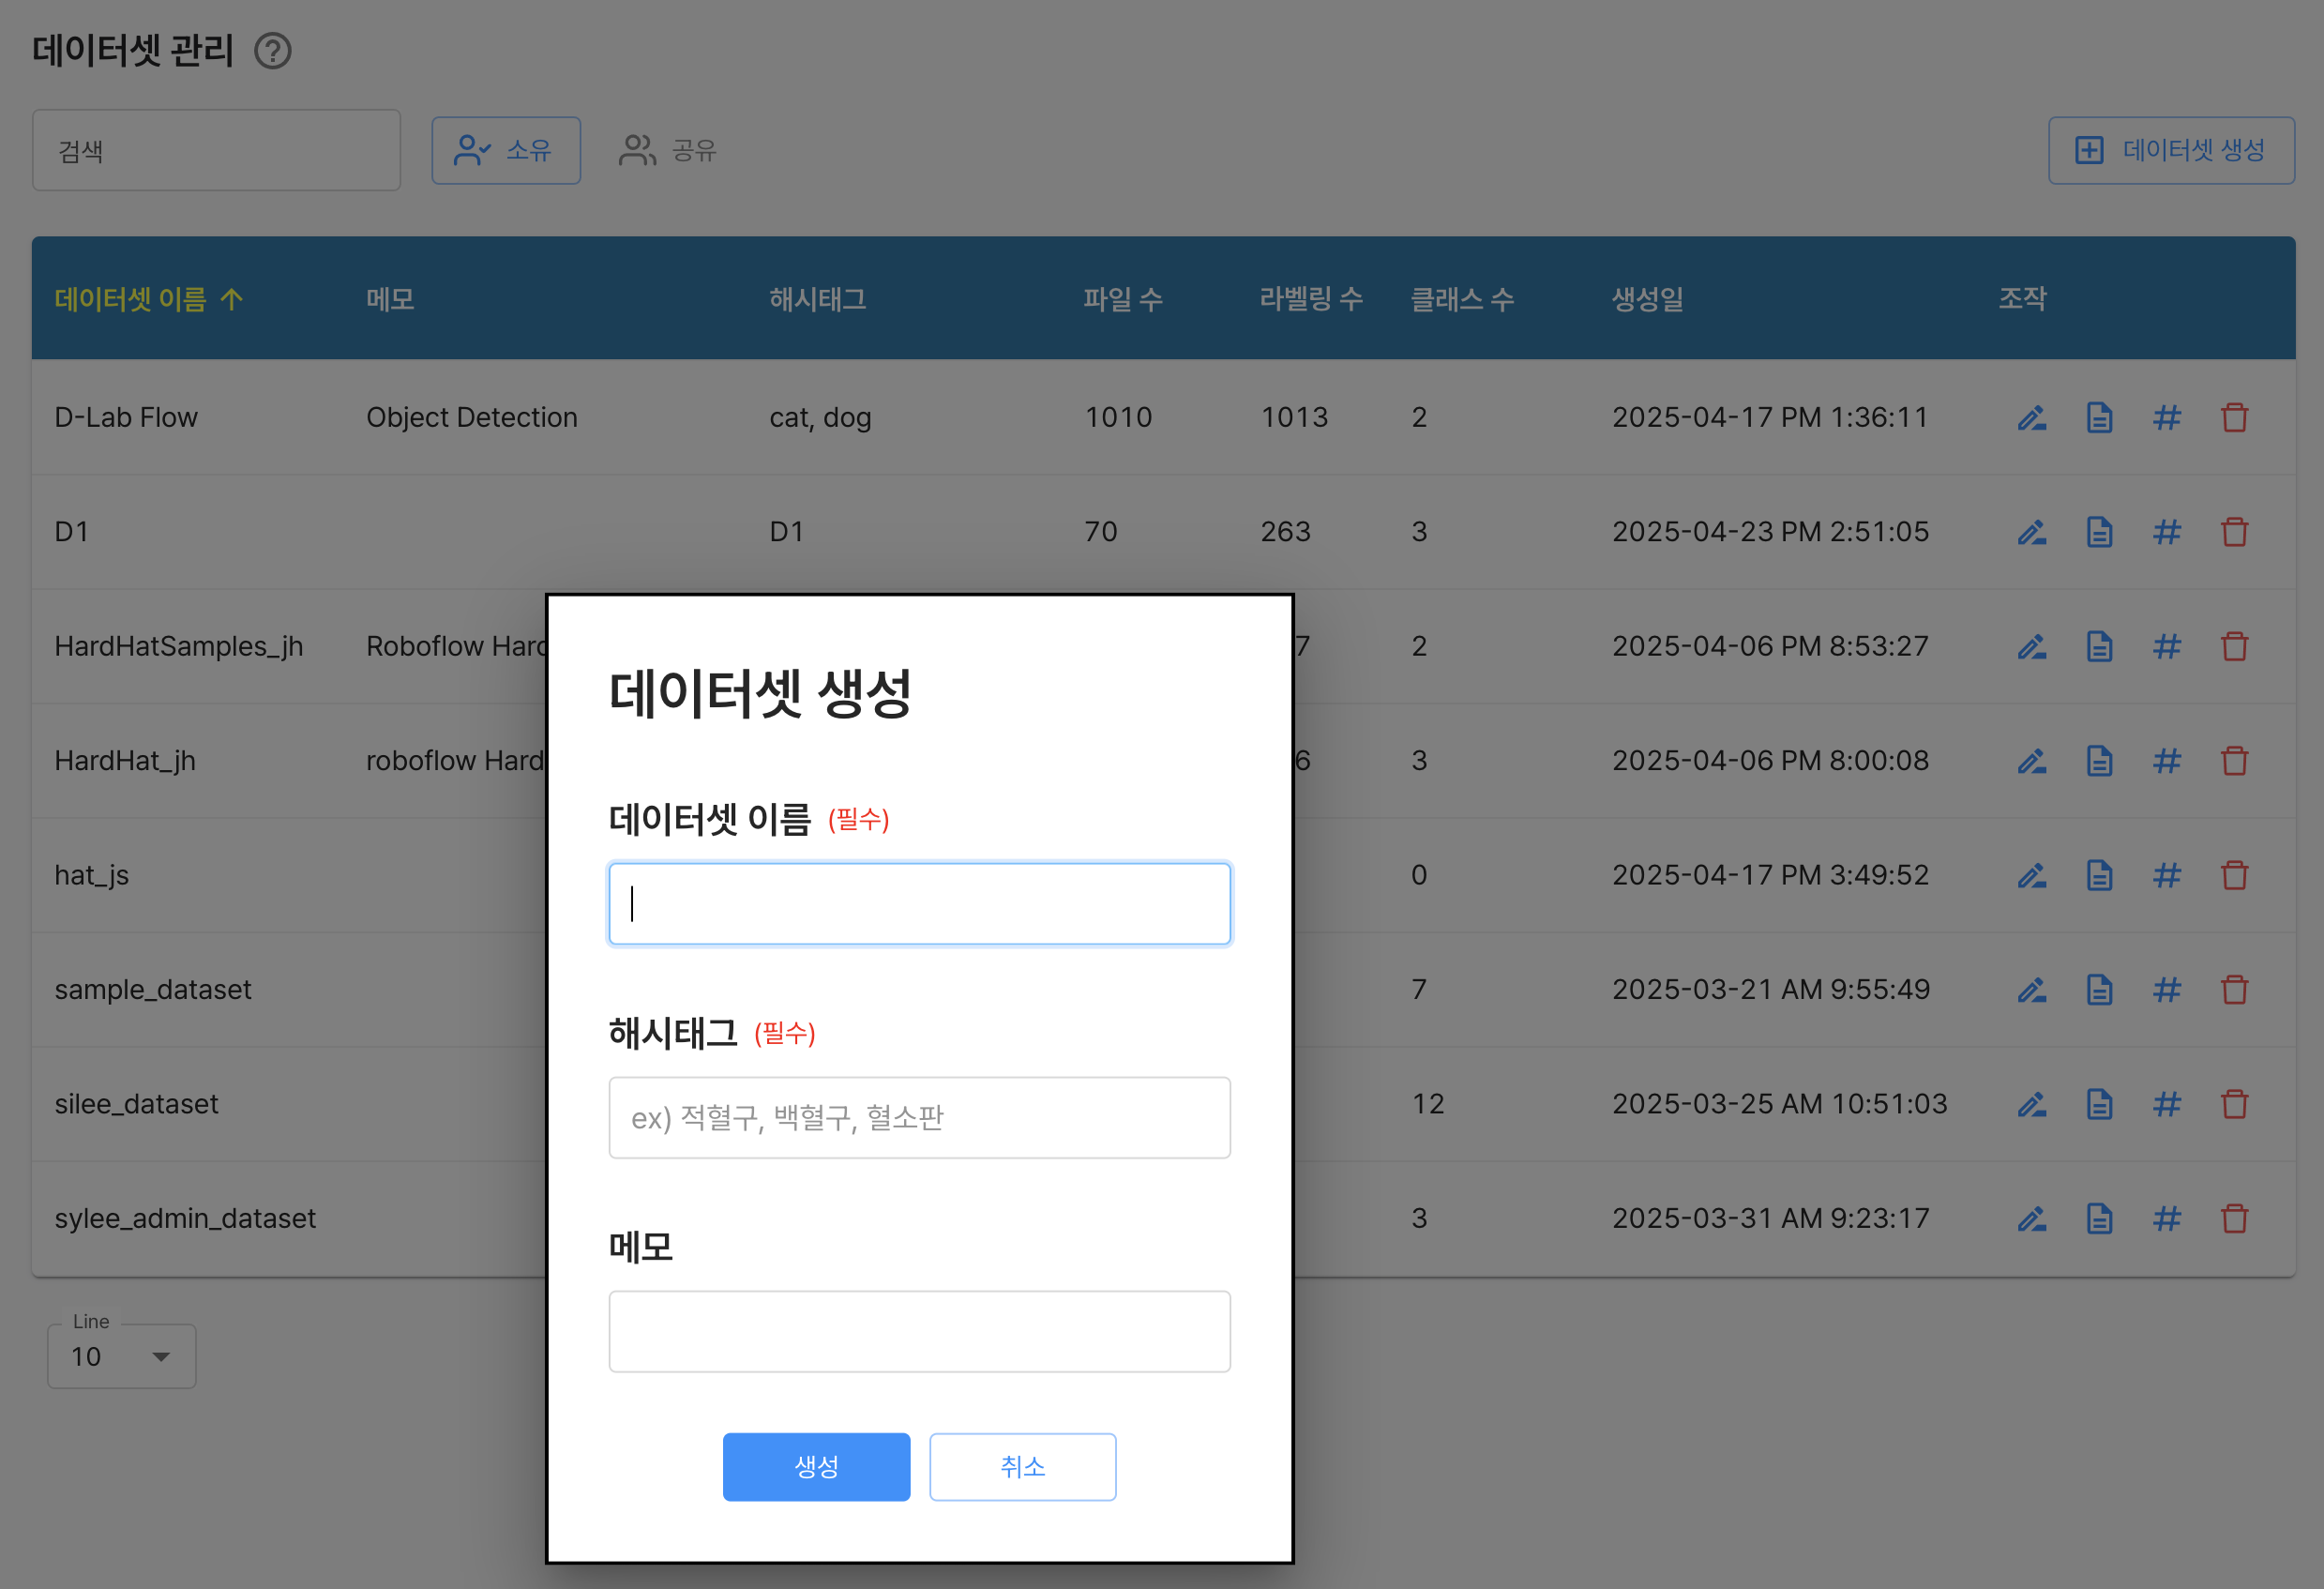 데이터셋 관리
검색 소유 공유 데이터셋 생성
데이터셋 이름 메모 해시태그 파일 수 라벨링 수 클래스 수 생성일 조작
D-Lab Flow Object Detection cat, dog 1010 1013 2 2025-04-17 PM 1:36:11
D1 D1 70 263 3 2025-04-23 PM 2:51:05
HardHatSamples_jh Roboflow 2 2025-04-06 PM 8:53:27
HardHat_jh roboflow Hard 3 2025-04-06 PM 8:00:08
hat_js 0 2025-04-17 PM 3:49:52
sample_dataset 7 2025-03-21 AM 9:55:49
silee_dataset 12 2025-03-25 AM 10:51:03
sylee_admin_dataset 3 2025-03-31 AM 9:23:17
Line
10
데이터셋 생성
데이터셋 이름 (필수)
해시태그 (필수)
ex) 적혈구, 백혈구, 혈소판
메모
생성 취소